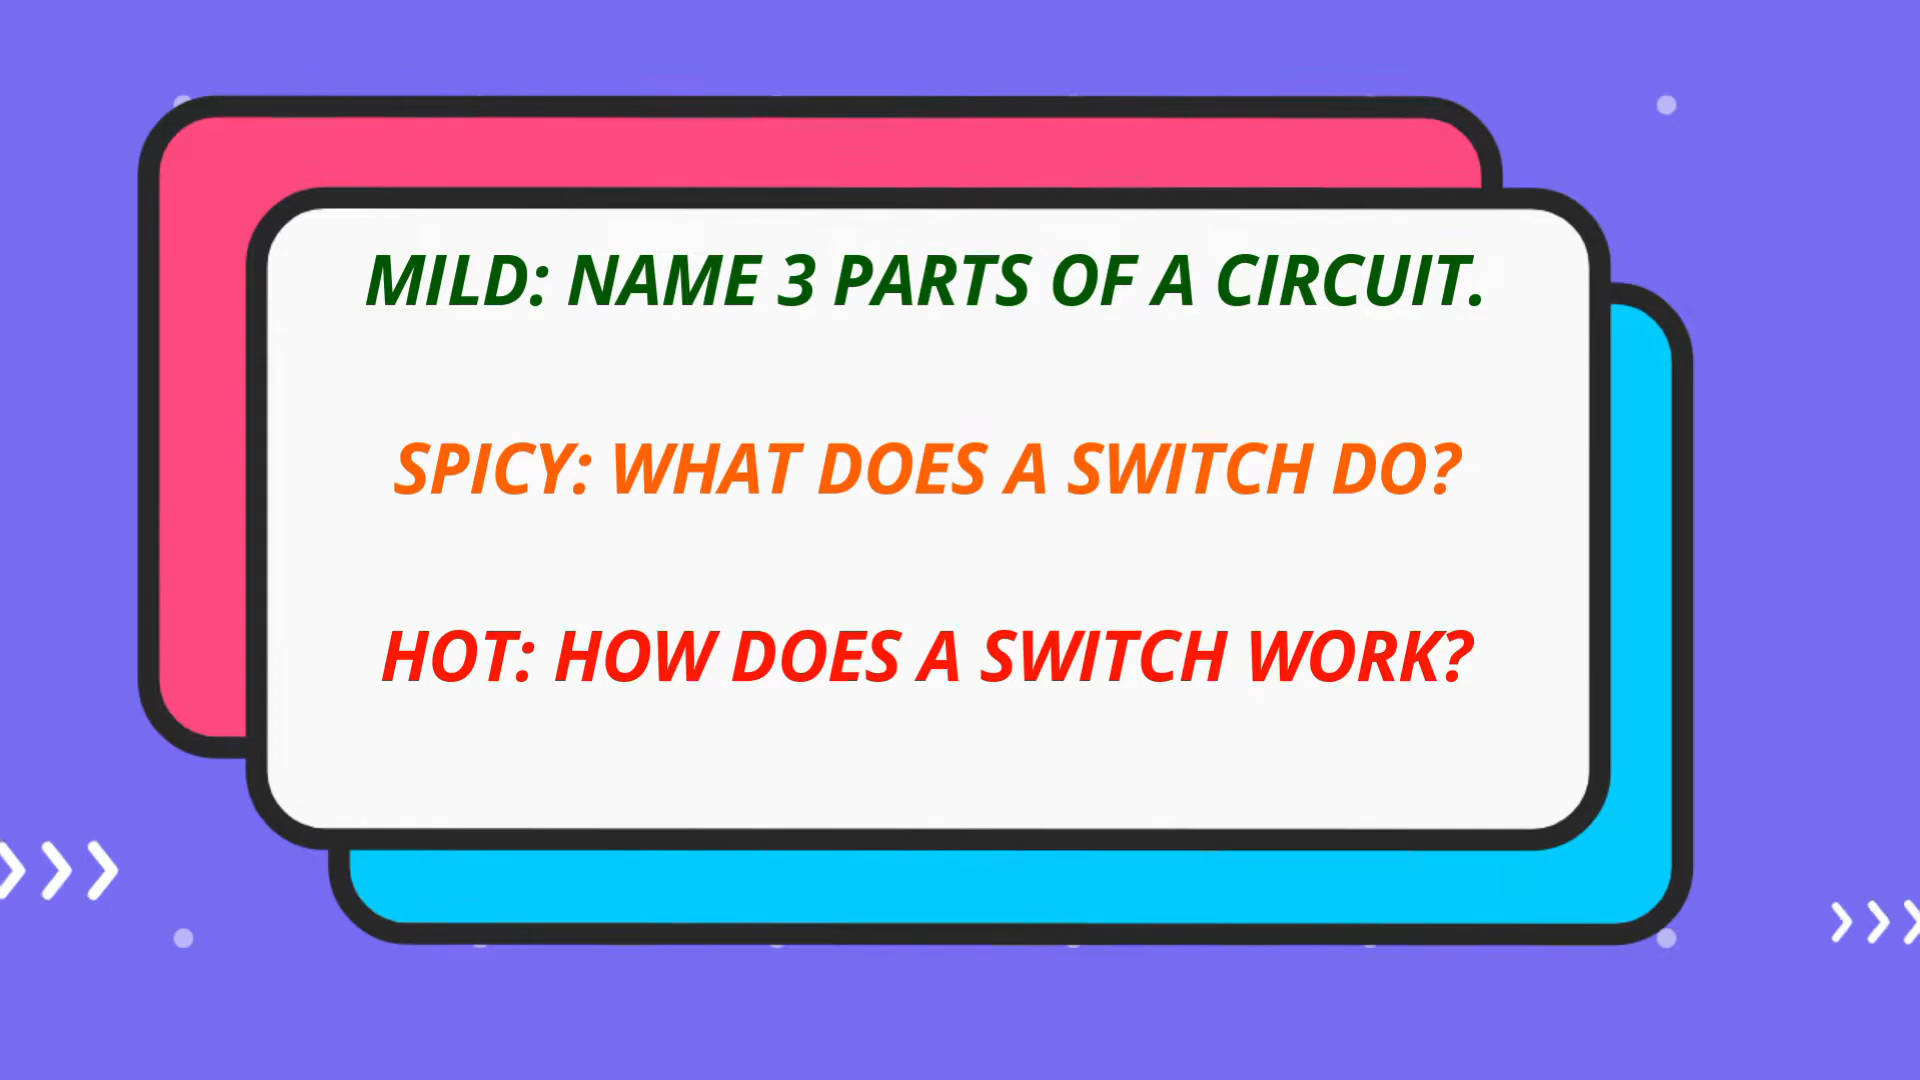 MILD: NAME 3 PARTS OF A CIRCUIT.
SPICY: WHAT DOES A SWITCH DO?
HOT: HOW DOES A SWITCH WORK?